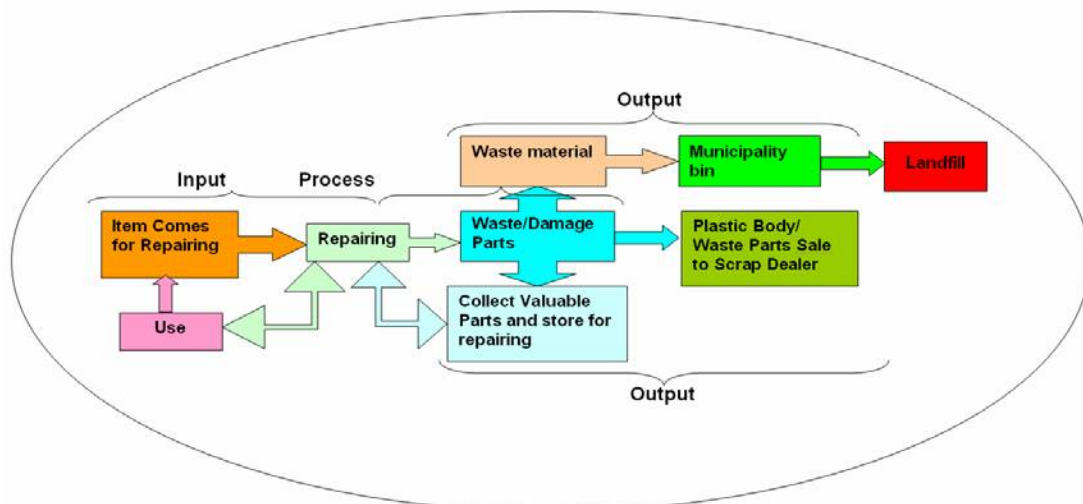 Output
Waste material
Municipality
bin
Landfill
Input
Process
Item Comes
for Repairing
Repairing
Waste/Damage
Parts
Plastic Body/
Waste Parts Sale
to Scrap Dealer
Use
Collect Valuable
Parts and store for
repairing
Output